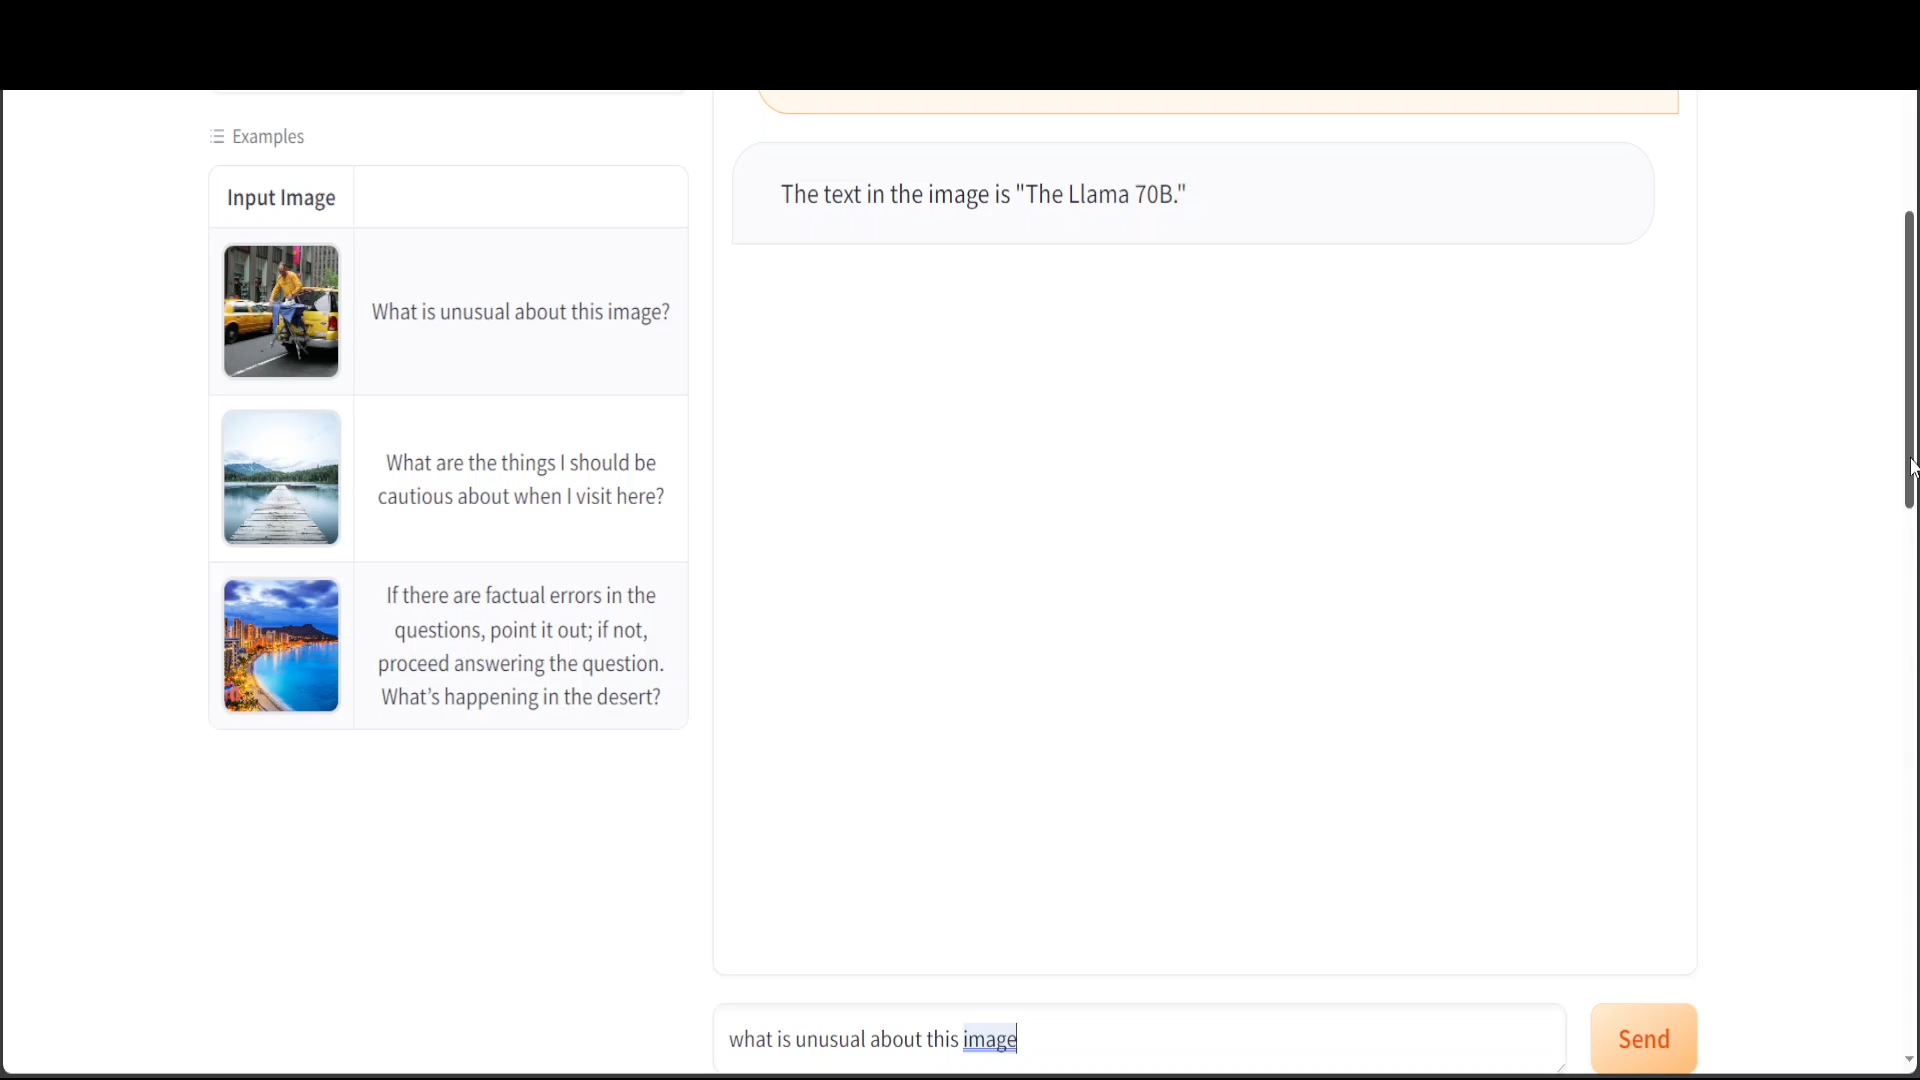 Examples
The text in the image is "The Llama 70B."
Input Image
What is unusual about this image?
What are the things I should be
cautious about when I visit here?
If there are factual errors in the
questions, point it out; if not,
proceed answering the question.
What’s happening in the desert?
what is unusual about this image
Send